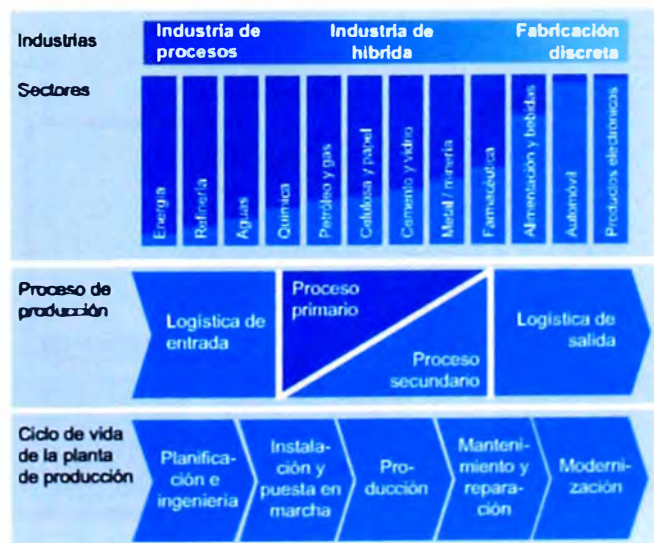 Industrias
Industria de
procesos
Industria de
híbrida
Fabricación
discreta
Sectores
Energía
Refinería
Aguas
Química
Petróleo y gas
Celulosa y papel
Cemento y vidrio
Metal / minería
Farmacéutica
Alimentación y bebidas
Automóvil
Productos electrónicos
Proceso de
producción
Logística de
entrada
Proceso
primario
Proceso
secundario
Logística de
salida
Ciclo de vida
de la planta
de producción
Planifica-
ción e
ingeniería
Instala-
ción y
puesta en
marcha
Pro-
ducción
Manteni-
miento y
repara-
ción
Moderni-
zación